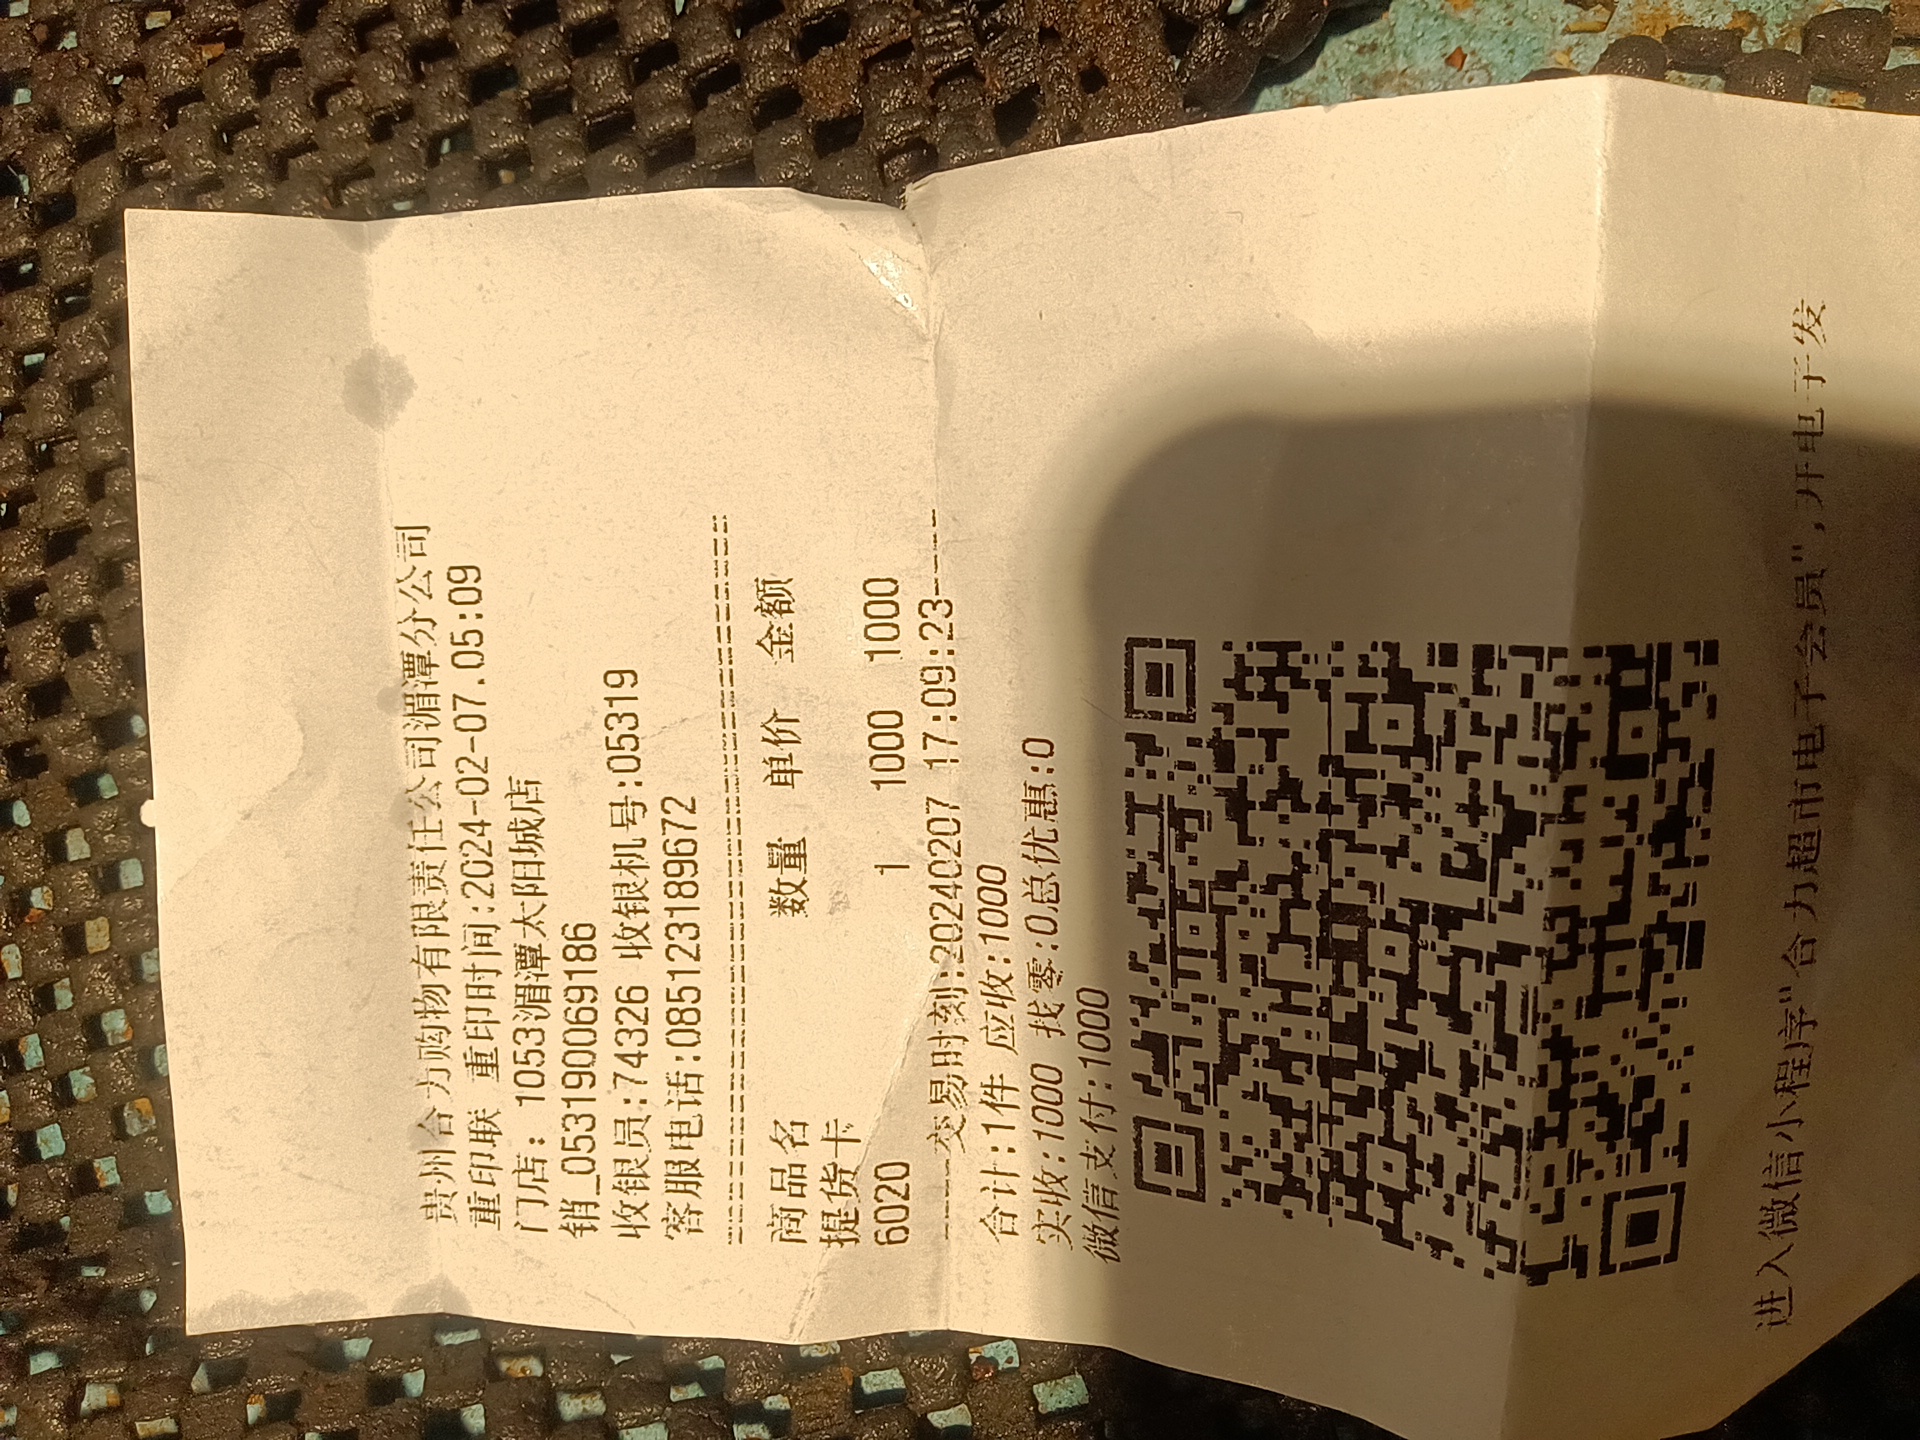 贵州合力购物有限责任公司湄潭分公司
重印联 重印时间:2024-02-07.05:09
门店: 1053湄潭太阳城店
销_053190069186
收银员:74326 收银机号:05319
客服电话:085123189672
商品名 数量 单价 金额
提货卡
6020 1 1000 1000
----交易时刻:20240207 17:09:23----
合计:1件 应收:1000
实收:1000 找零:0总优惠:0
微信支付:1000
进入微信小程序"合力超市电子会员",开电子发